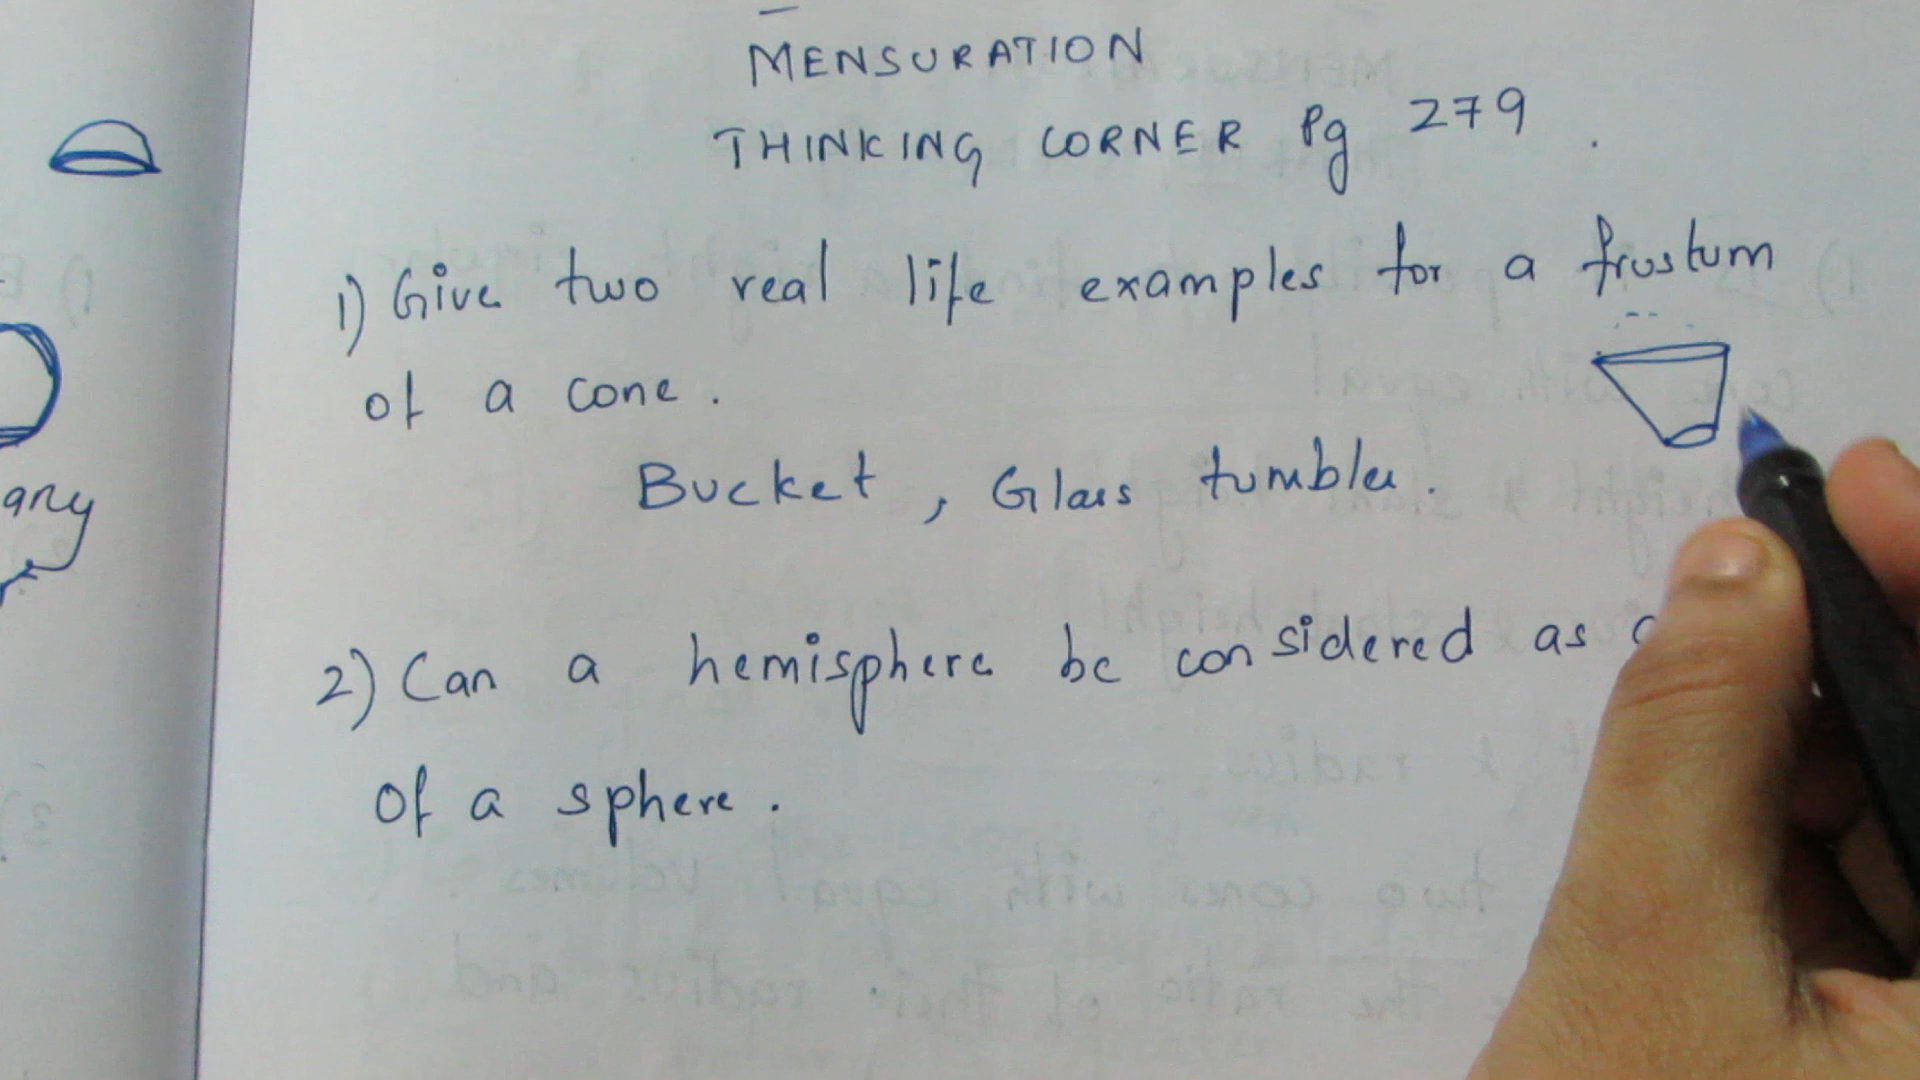 MENSURATION
THINKING CORNER Pg 279.
1) Give two real life examples for a frustum
of a cone.
Bucket, Glass tumbler.
2) Can a hemisphere be considered as
of a sphere.
any